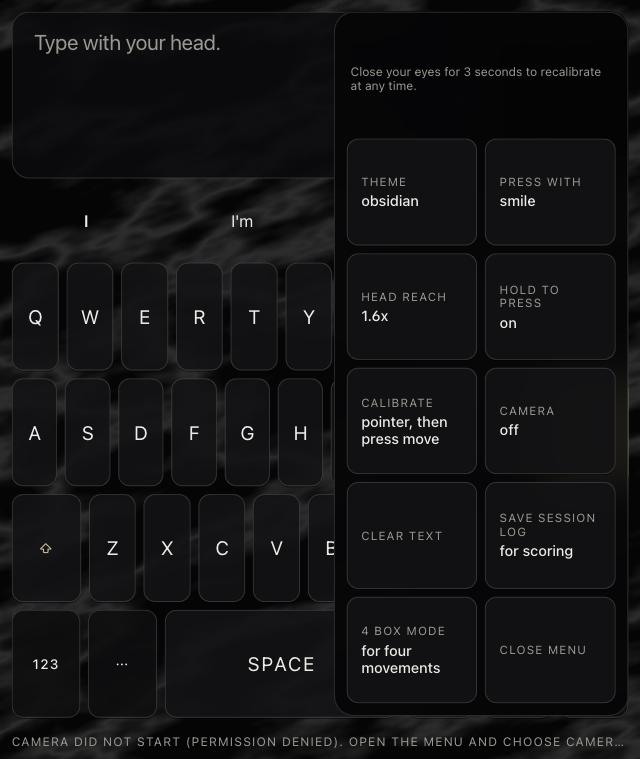 Type with your head.
Close your eyes for 3 seconds to recalibrate
at any time.
THEME
obsidian
PRESS WITH
smile
I
I'm
HEAD REACH
1.6x
HOLD TO
PRESS
on
Q W E R T Y
CALIBRATE
pointer, then
press move
CAMERA
off
A S D F G H
CLEAR TEXT
SAVE SESSION
LOG
for scoring
Z X C V B
4 BOX MODE
for four
movements
CLOSE MENU
123 ... SPACE
CAMERA DID NOT START (PERMISSION DENIED). OPEN THE MENU AND CHOOSE CAMER...